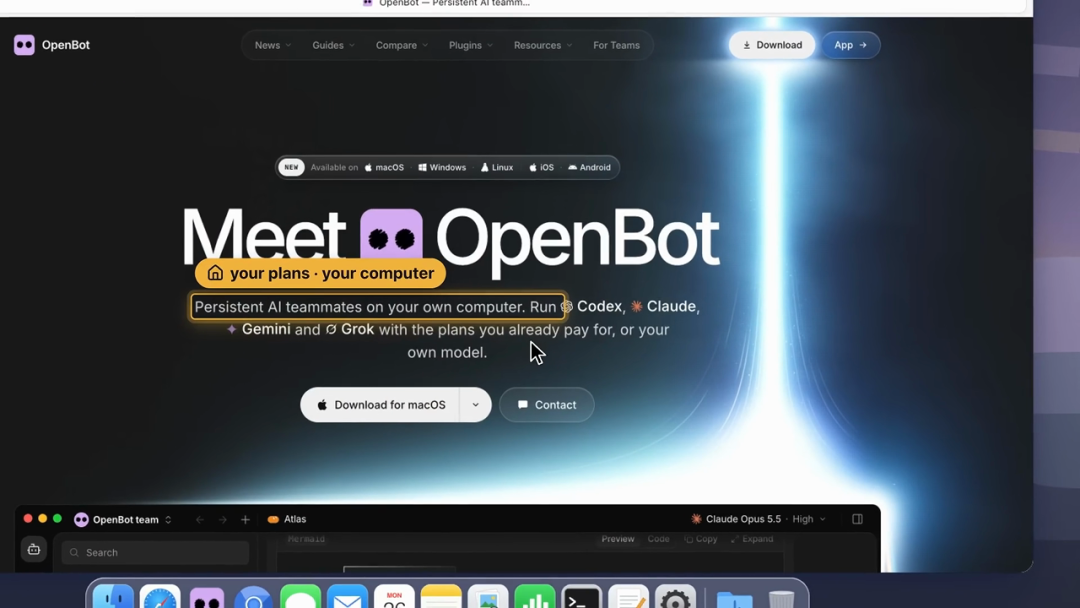 OpenBot — Persistent AI teamm...
OpenBot
News
Guides
Compare
Plugins
Resources
For Teams
Download
App →
NEW Available on macOS · Windows · Linux · iOS · Android
Meet OpenBot
your plans · your computer
Persistent AI teammates on your own computer. Run Codex, Claude,
Gemini and Grok with the plans you already pay for, or your
own model.
Download for macOS
Contact
OpenBot team
Atlas
Claude Opus 5.5 · High
Search
Mermaid
Preview
Code
Copy
Expand
MON